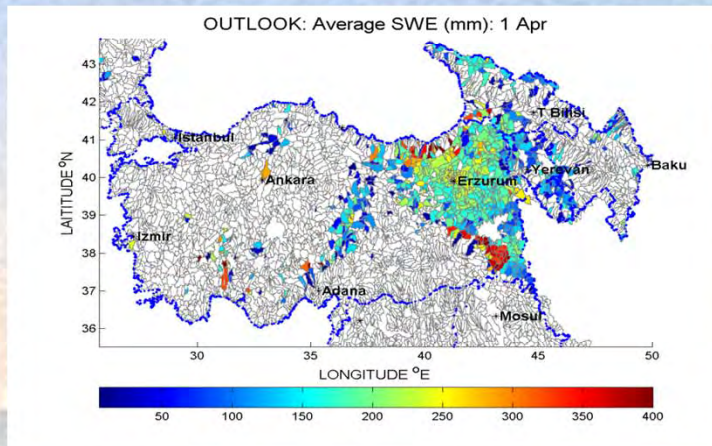 OUTLOOK: Average SWE (mm): 1 Apr
43
42
41
40
39
38
37
36
LAITITUDE °N
Istanbul
Ankara
Izmir
Adana
Erzurum
T Bilisi
Yerevan
Baku
Mosul
30
35
40
45
50
LONGITUDE °E
50
100
150
200
250
300
350
400